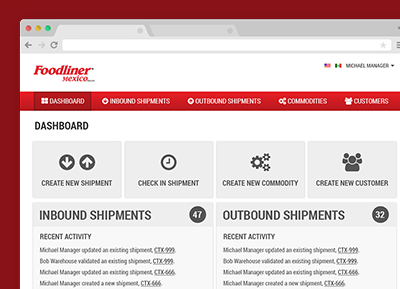 Foodliner
Mexico
MICHAEL MANAGER
DASHBOARD INBOUND SHIPMENTS OUTBOUND SHIPMENTS COMMODITIES CUSTOMERS
DASHBOARD
CREATE NEW SHIPMENT CHECK IN SHIPMENT CREATE NEW COMMODITY CREATE NEW CUSTOMER
INBOUND SHIPMENTS 47
RECENT ACTIVITY
Michael Manager updated an existing shipment, CTX-999.
Bob Warehouse validated an existing shipment, CTX-999.
Michael Manager updated an existing shipment, CTX-666.
Michael Manager created a new shipment, CTX-666.
OUTBOUND SHIPMENTS 32
RECENT ACTIVITY
Michael Manager updated an existing shipment, CTX-999.
Bob Warehouse validated an existing shipment, CTX-999.
Michael Manager updated an existing shipment, CTX-666.
Michael Manager created a new shipment, CTX-666.